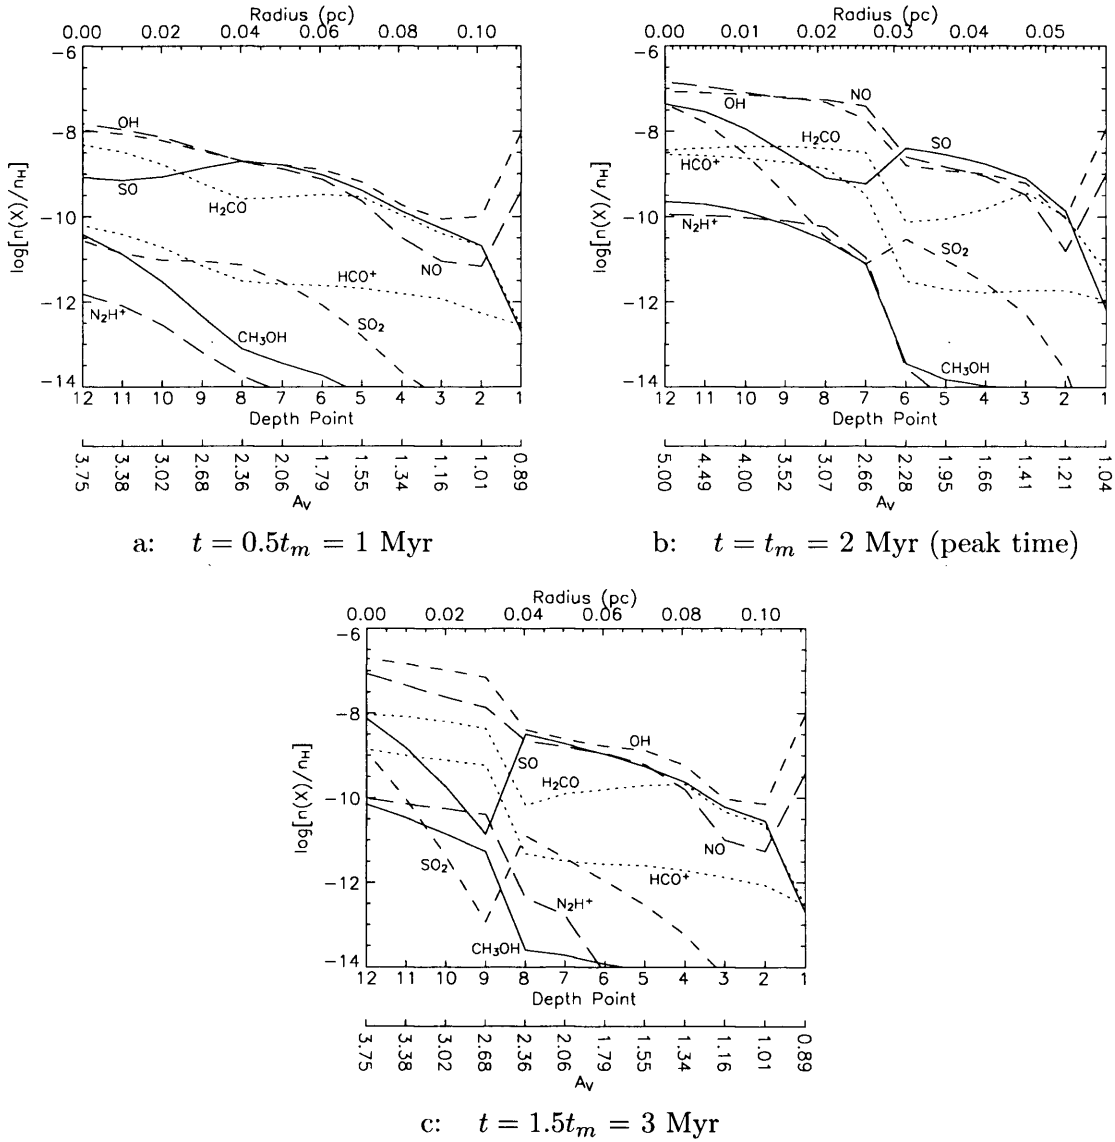 Radius (pc)
0.00 0.02 0.04 0.06 0.08 0.10
-6
-8
-10
-12
-14
log[n(X)/n_H]
OH
SO
H₂CO
HCO⁺
NO
SO₂
N₂H⁺
CH₃OH
12 11 10 9 8 7 6 5 4 3 2 1
Depth Point
3.75 3.38 3.02 2.68 2.36 2.06 1.79 1.55 1.34 1.16 1.01 0.89
A_V
a: t = 0.5t_m = 1 Myr
Radius (pc)
0.00 0.01 0.02 0.03 0.04 0.05
-6
-8
-10
-12
-14
log[n(X)/n_H]
OH
NO
H₂CO
SO
HCO⁺
N₂H⁺
SO₂
CH₃OH
12 11 10 9 8 7 6 5 4 3 2 1
Depth Point
5.00 4.49 4.00 3.52 3.07 2.66 2.28 1.95 1.66 1.41 1.21 1.04
A_V
b: t = t_m = 2 Myr (peak time)
Radius (pc)
0.00 0.02 0.04 0.06 0.08 0.10
-6
-8
-10
-12
-14
log[n(X)/n_H]
OH
SO
H₂CO
NO
SO₂
HCO⁺
N₂H⁺
CH₃OH
12 11 10 9 8 7 6 5 4 3 2 1
Depth Point
3.75 3.38 3.02 2.68 2.36 2.06 1.79 1.55 1.34 1.16 1.01 0.89
A_V
c: t = 1.5t_m = 3 Myr